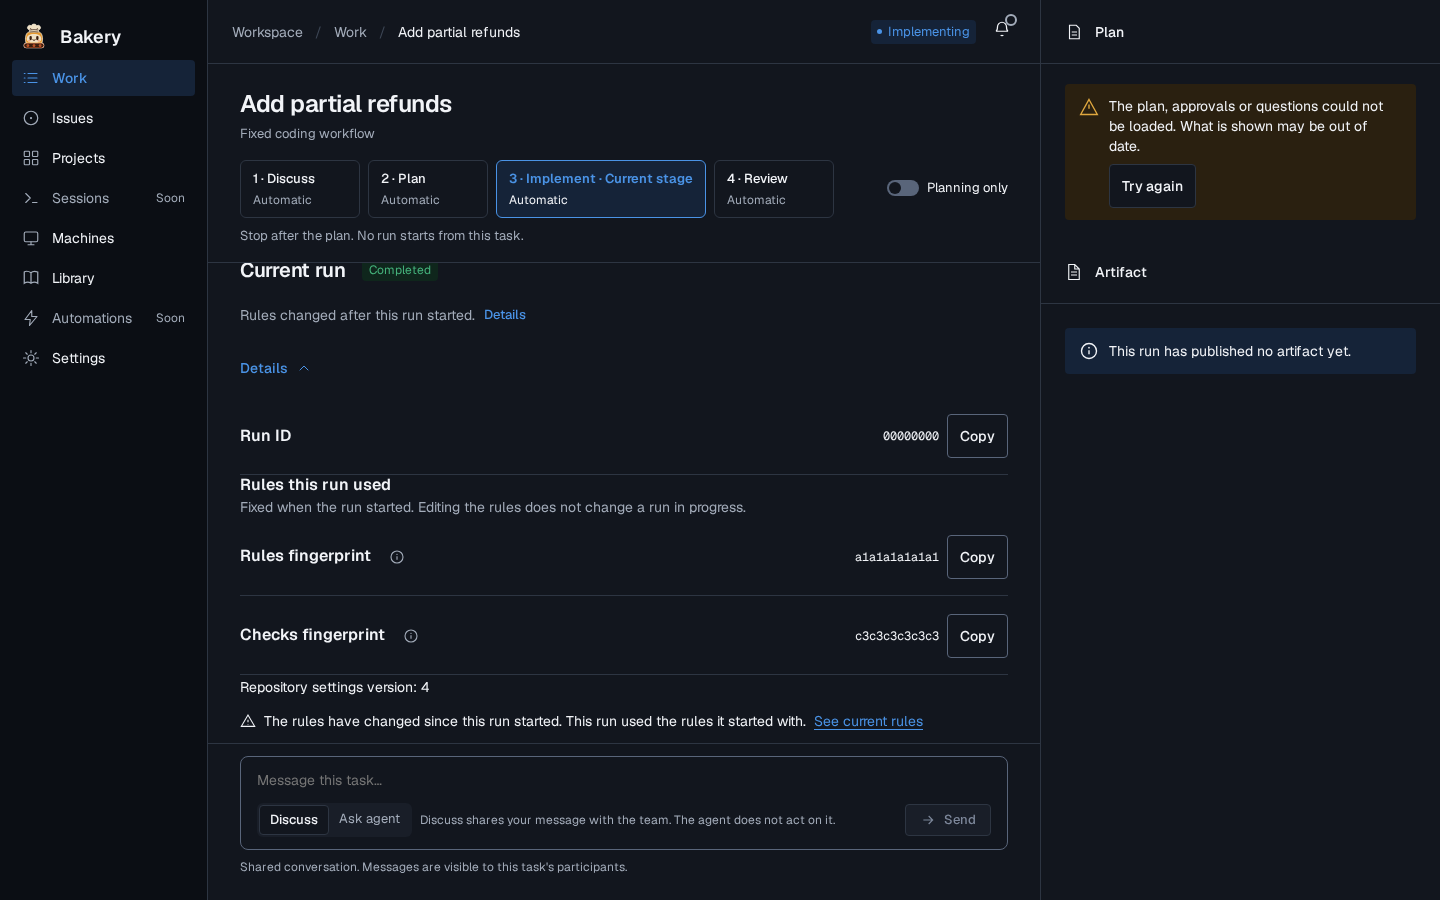 Bakery
Work
Issues
Projects
Sessions Soon
Machines
Library
Automations Soon
Settings
Workspace / Work / Add partial refunds
Implementing
Add partial refunds
Fixed coding workflow
1 · Discuss
Automatic
2 · Plan
Automatic
3 · Implement · Current stage
Automatic
4 · Review
Automatic
Planning only
Stop after the plan. No run starts from this task.
Current run Completed
Rules changed after this run started. Details
Details
Run ID 00000000 Copy
Rules this run used
Fixed when the run started. Editing the rules does not change a run in progress.
Rules fingerprint a1a1a1a1a1a1 Copy
Checks fingerprint c3c3c3c3c3c3 Copy
Repository settings version: 4
The rules have changed since this run started. This run used the rules it started with. See current rules
Message this task...
Discuss Ask agent Discuss shares your message with the team. The agent does not act on it. Send
Shared conversation. Messages are visible to this task's participants.
Plan
The plan, approvals or questions could not
be loaded. What is shown may be out of
date.
Try again
Artifact
This run has published no artifact yet.